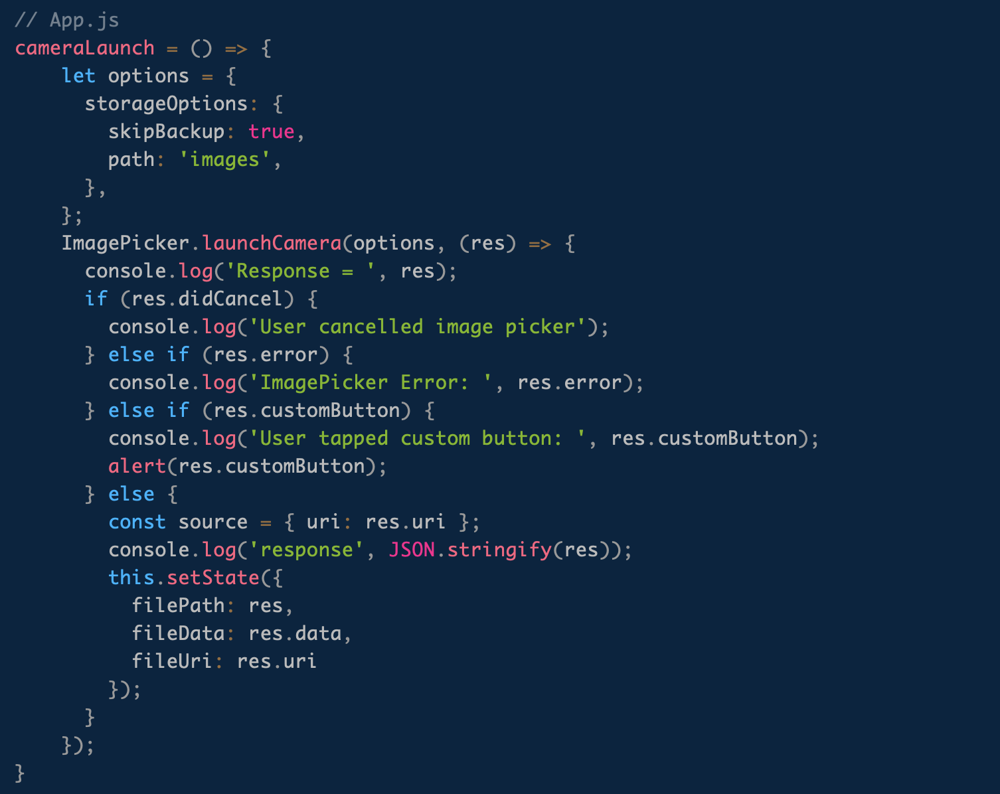 // App.js
cameraLaunch = () => {
    let options = {
      storageOptions: {
        skipBackup: true,
        path: 'images',
      },
    };
    ImagePicker.launchCamera(options, (res) => {
      console.log('Response = ', res);
      if (res.didCancel) {
        console.log('User cancelled image picker');
      } else if (res.error) {
        console.log('ImagePicker Error: ', res.error);
      } else if (res.customButton) {
        console.log('User tapped custom button: ', res.customButton);
        alert(res.customButton);
      } else {
        const source = { uri: res.uri };
        console.log('response', JSON.stringify(res));
        this.setState({
          filePath: res,
          fileData: res.data,
          fileUri: res.uri
        });
      }
    });
}